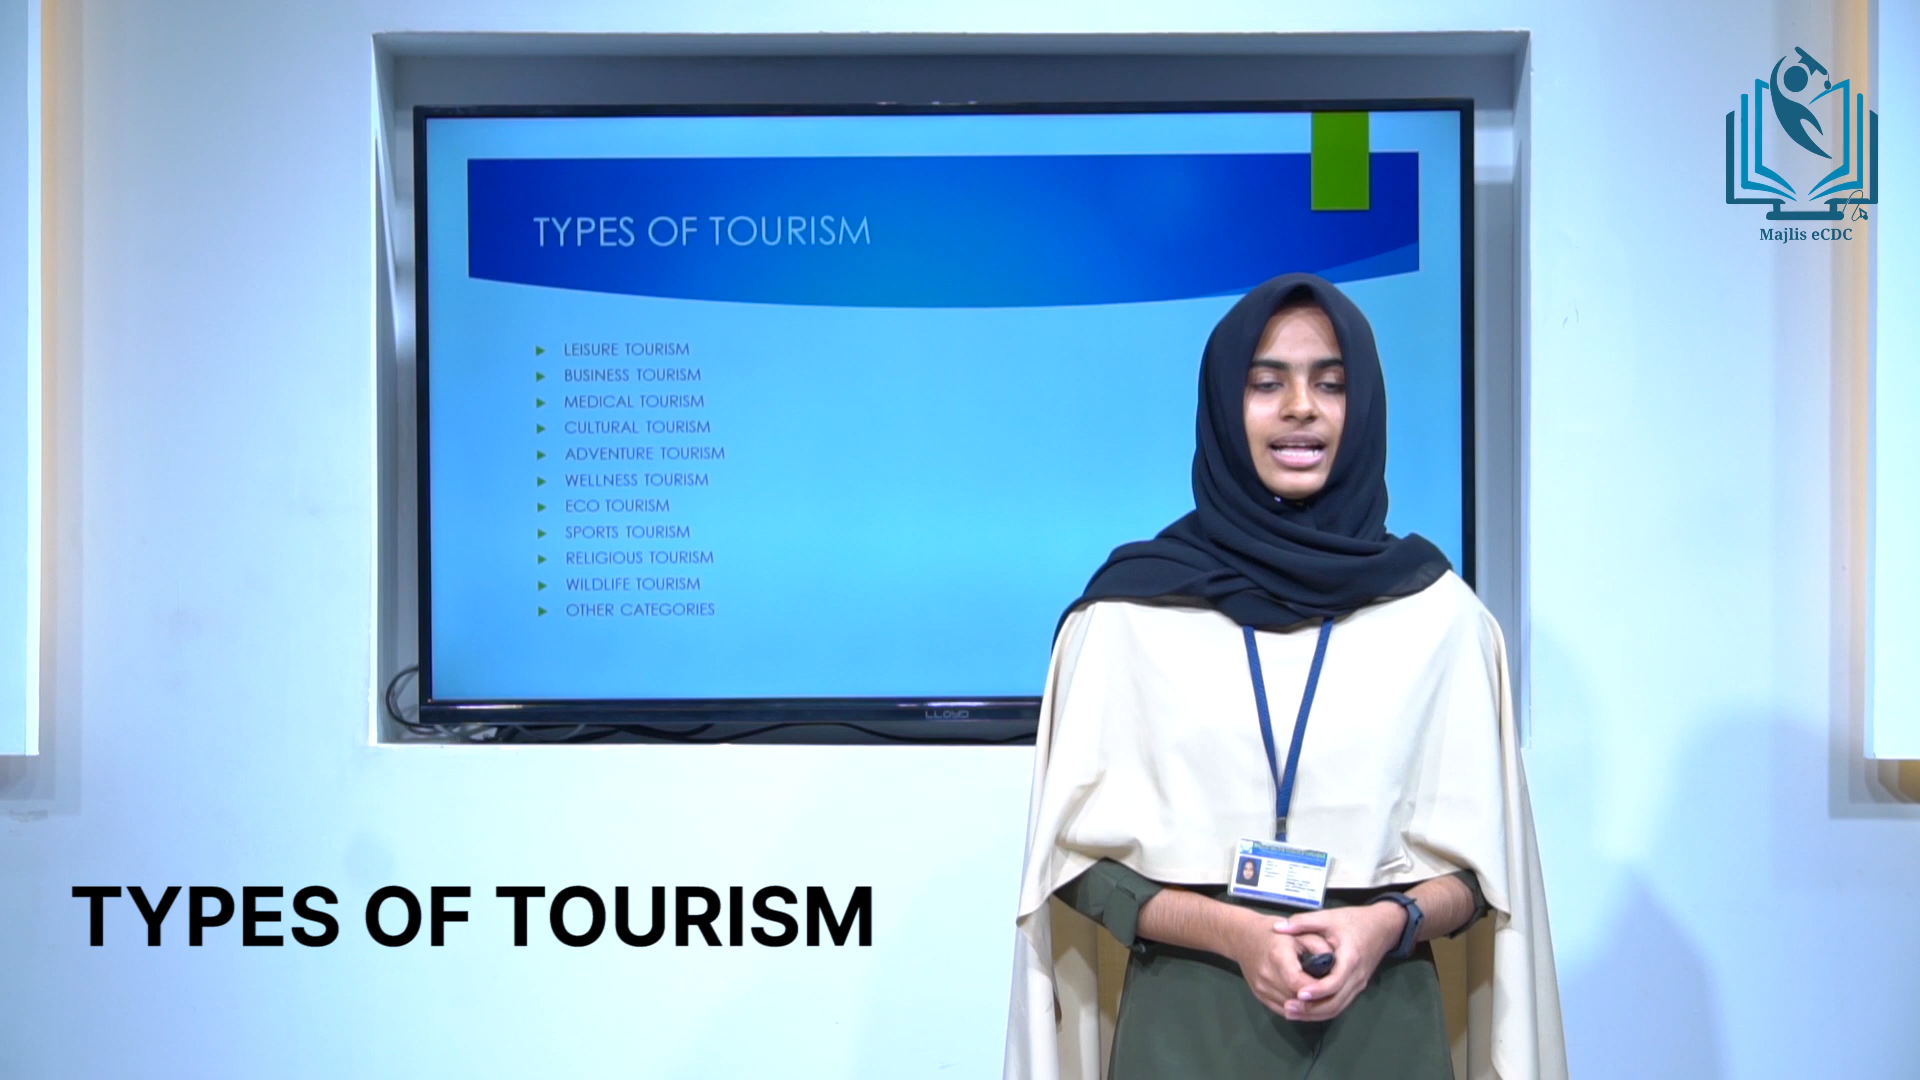 TYPES OF TOURISM
LEISURE TOURISM
BUSINESS TOURISM
MEDICAL TOURISM
CULTURAL TOURISM
ADVENTURE TOURISM
WELLNESS TOURISM
ECO TOURISM
SPORTS TOURISM
RELIGIOUS TOURISM
WILDLIFE TOURISM
OTHER CATEGORIES
LLOYD
Majlis eCDC
TYPES OF TOURISM